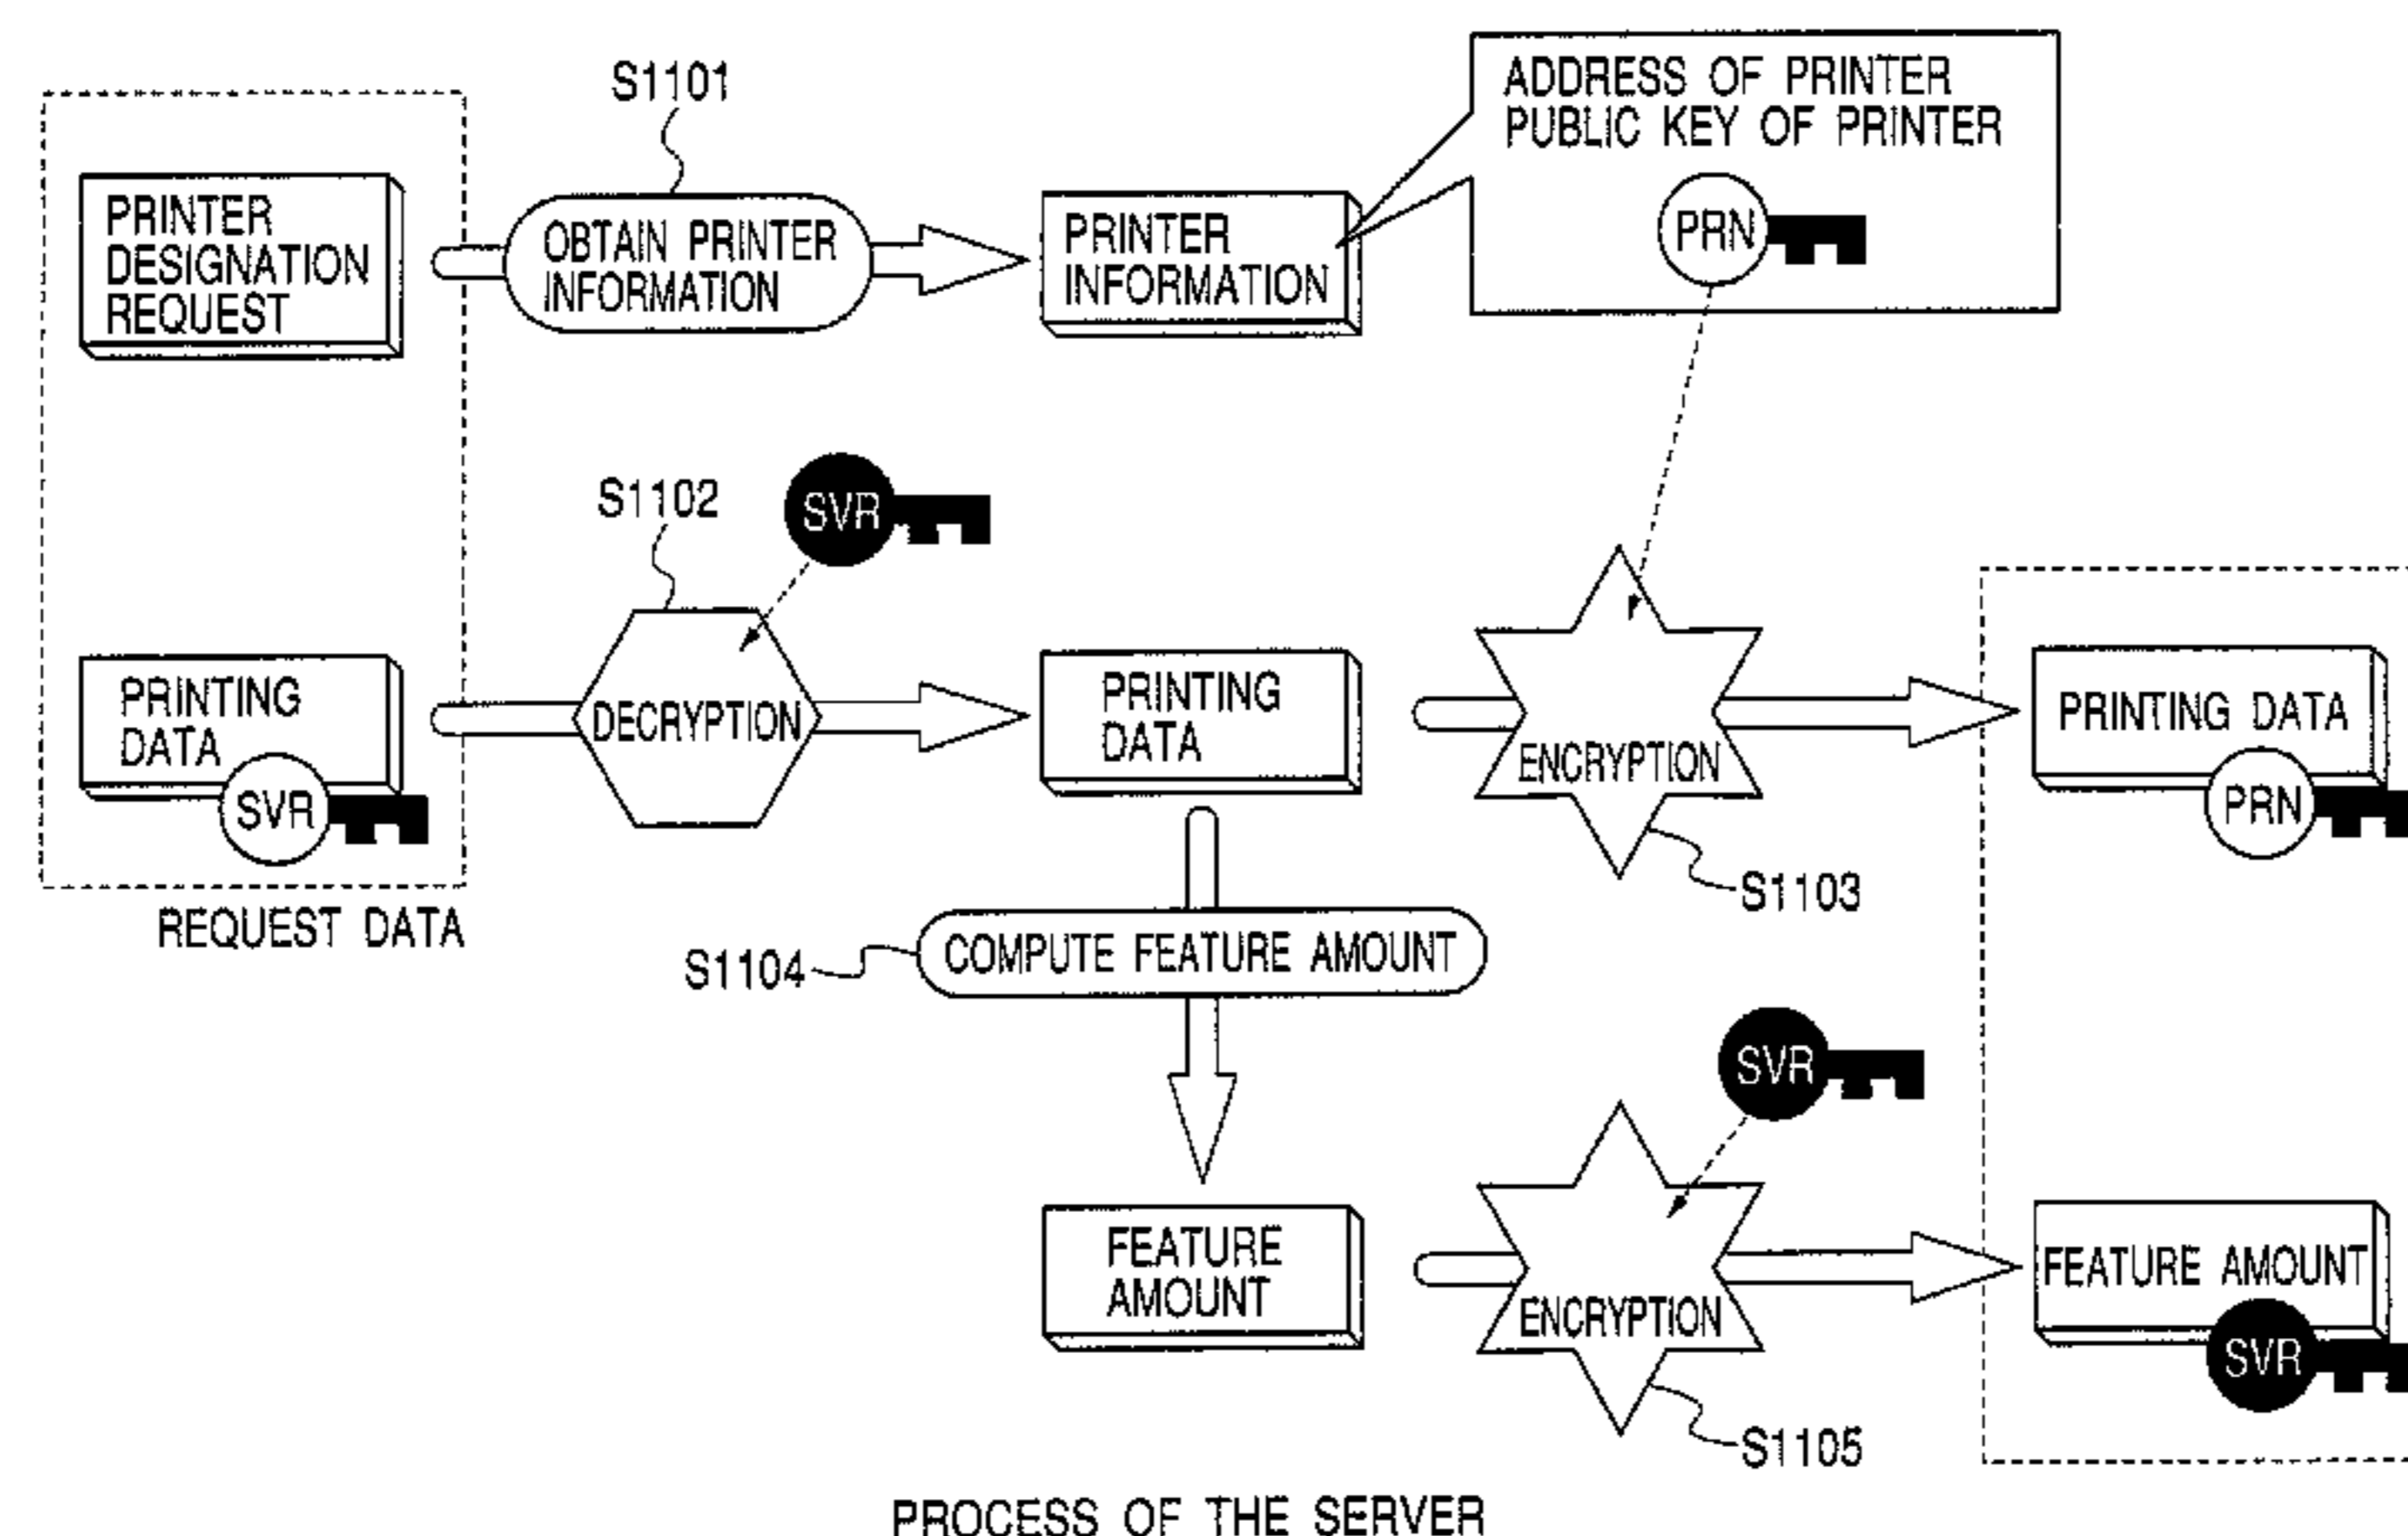 S1101
ADDRESS OF PRINTER
PUBLIC KEY OF PRINTER
PRN
PRINTER
DESIGNATION
REQUEST
OBTAIN PRINTER
INFORMATION
PRINTER
INFORMATION
S1102
SVR
PRINTING
DATA
SVR
DECRYPTION
PRINTING
DATA
ENCRYPTION
PRINTING DATA
PRN
S1103
REQUEST DATA
S1104
COMPUTE FEATURE AMOUNT
SVR
FEATURE
AMOUNT
ENCRYPTION
FEATURE AMOUNT
SVR
S1105
PROCESS OF THE SERVER